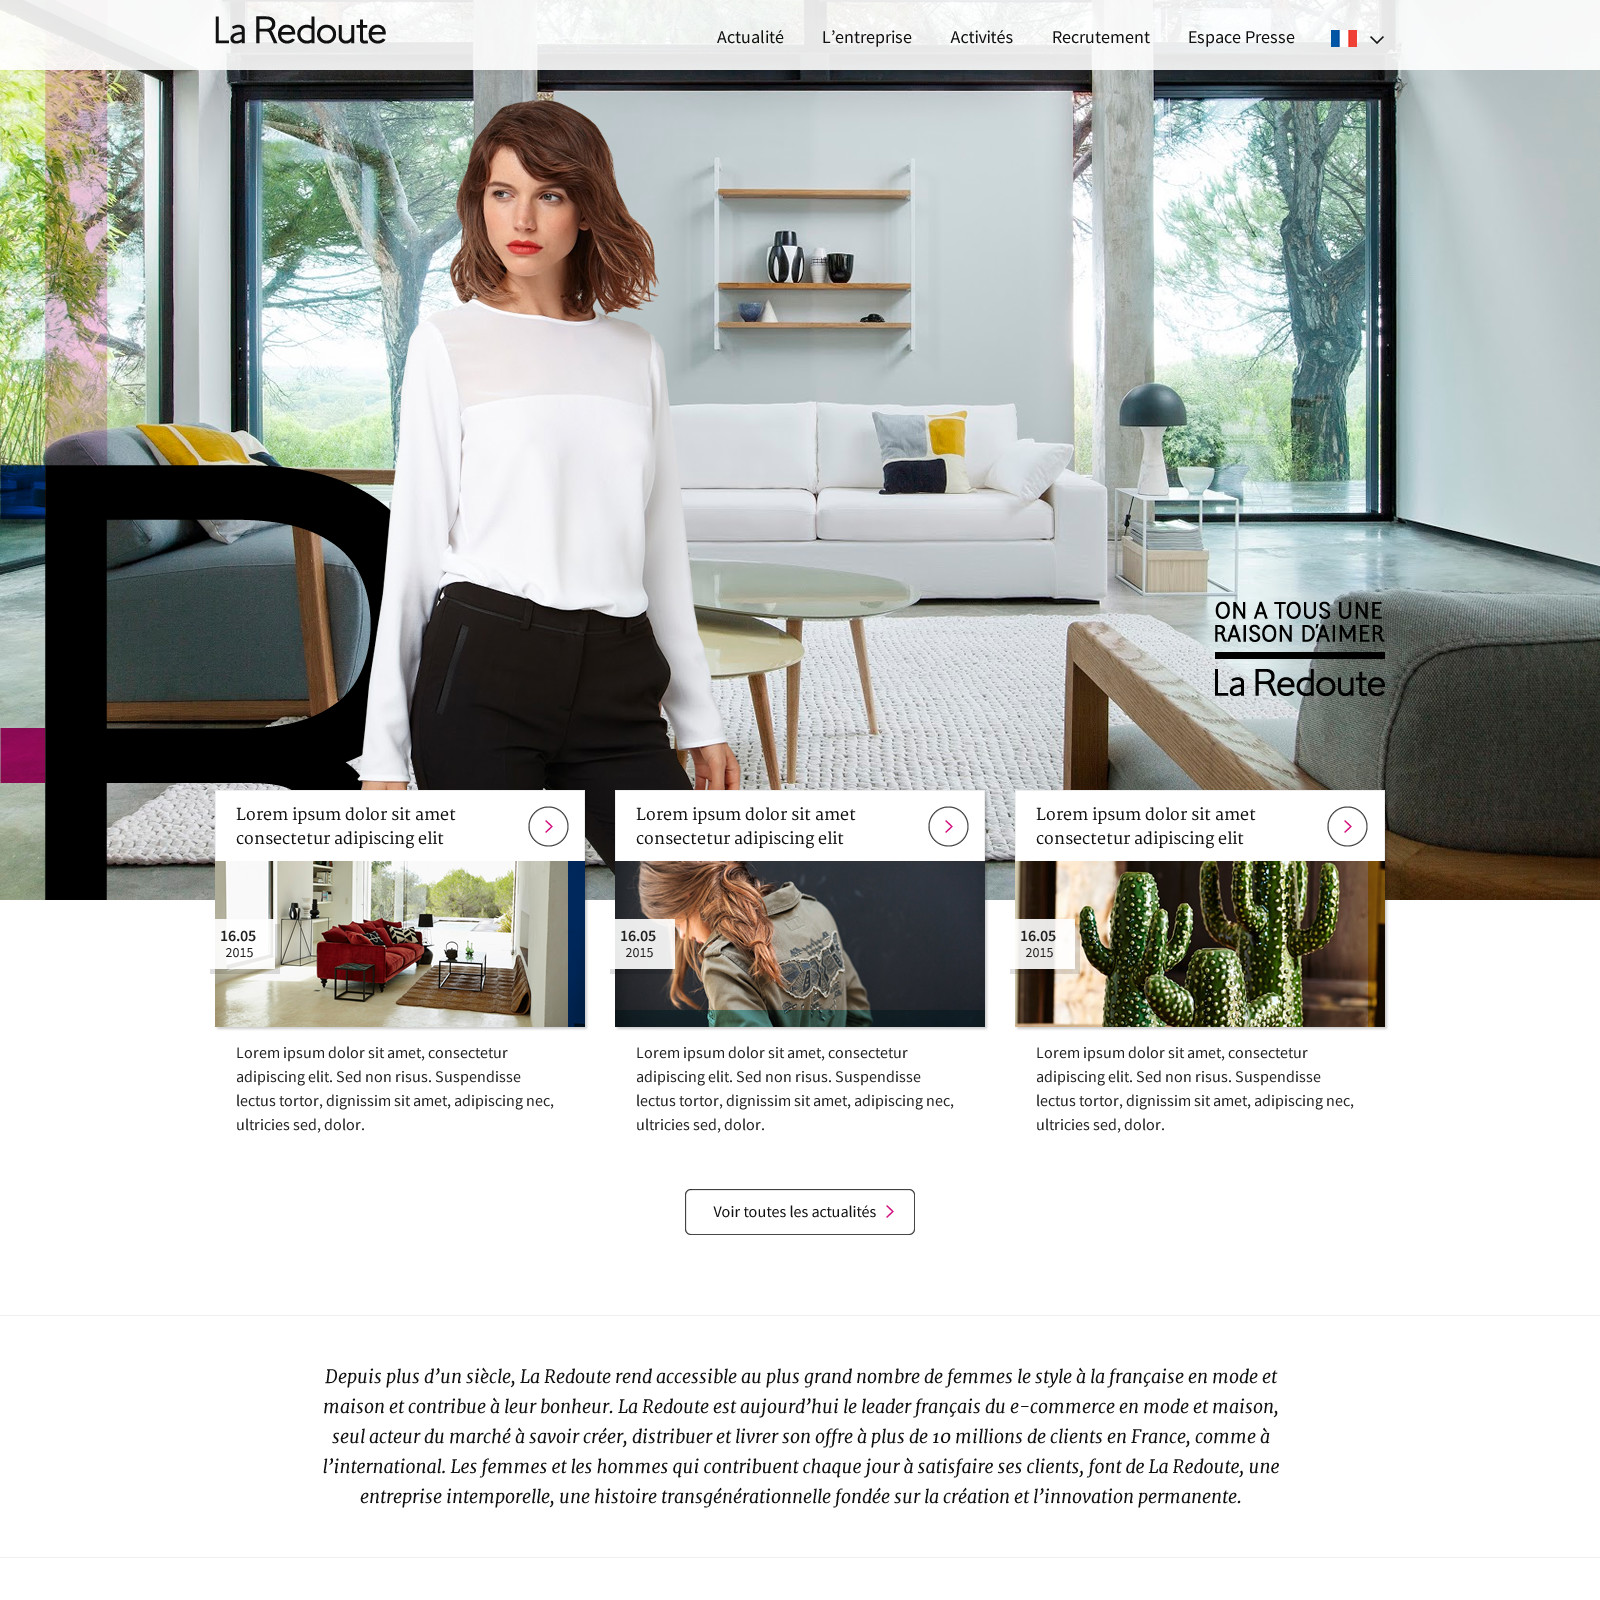 La Redoute
Actualité L'entreprise Activités Recrutement Espace Presse
R
ON A TOUS UNE
RAISON D'AIMER
La Redoute
Lorem ipsum dolor sit amet
consectetur adipiscing elit
16.05
2015
Lorem ipsum dolor sit amet, consectetur
adipiscing elit. Sed non risus. Suspendisse
lectus tortor, dignissim sit amet, adipiscing nec,
ultricies sed, dolor.
Lorem ipsum dolor sit amet
consectetur adipiscing elit
16.05
2015
Lorem ipsum dolor sit amet, consectetur
adipiscing elit. Sed non risus. Suspendisse
lectus tortor, dignissim sit amet, adipiscing nec,
ultricies sed, dolor.
Lorem ipsum dolor sit amet
consectetur adipiscing elit
16.05
2015
Lorem ipsum dolor sit amet, consectetur
adipiscing elit. Sed non risus. Suspendisse
lectus tortor, dignissim sit amet, adipiscing nec,
ultricies sed, dolor.
Voir toutes les actualités
Depuis plus d’un siècle, La Redoute rend accessible au plus grand nombre de femmes le style à la française en mode et
maison et contribue à leur bonheur. La Redoute est aujourd’hui le leader français du e-commerce en mode et maison,
seul acteur du marché à savoir créer, distribuer et livrer son offre à plus de 10 millions de clients en France, comme à
l’international. Les femmes et les hommes qui contribuent chaque jour à satisfaire ses clients, font de La Redoute, une
entreprise intemporelle, une histoire transgénérationnelle fondée sur la création et l’innovation permanente.